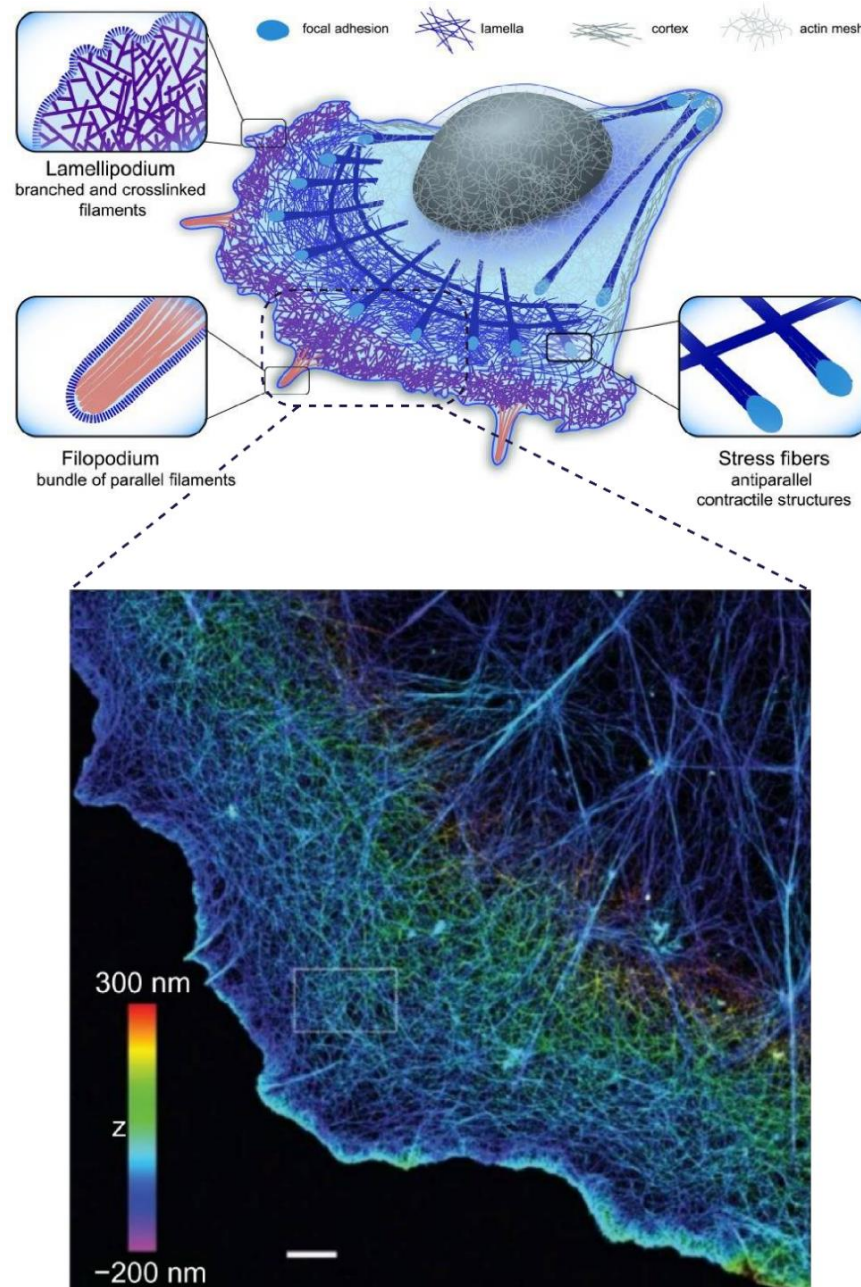 focal adhesion
lamella
cortex
actin mesh
Lamellipodium
branched and crosslinked
filaments
Filopodium
bundle of parallel filaments
Stress fibers
antiparallel
contractile structures
300 nm
z
−200 nm